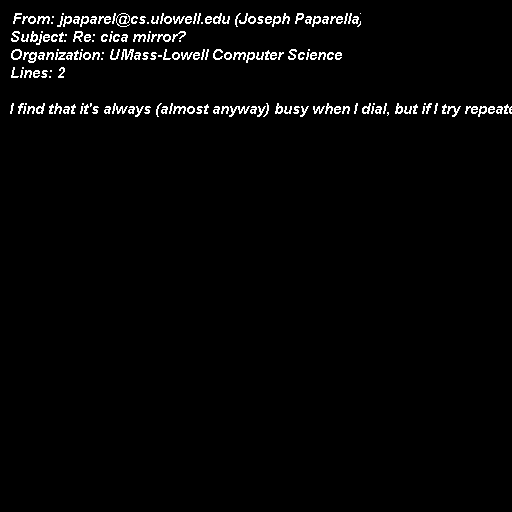 From: jpaparel@cs.ulowell.edu (Joseph Paparella)
Subject: Re: cica mirror?
Organization: UMass-Lowell Computer Science
Lines: 2

I find that it's always (almost anyway) busy when I dial, but if I try